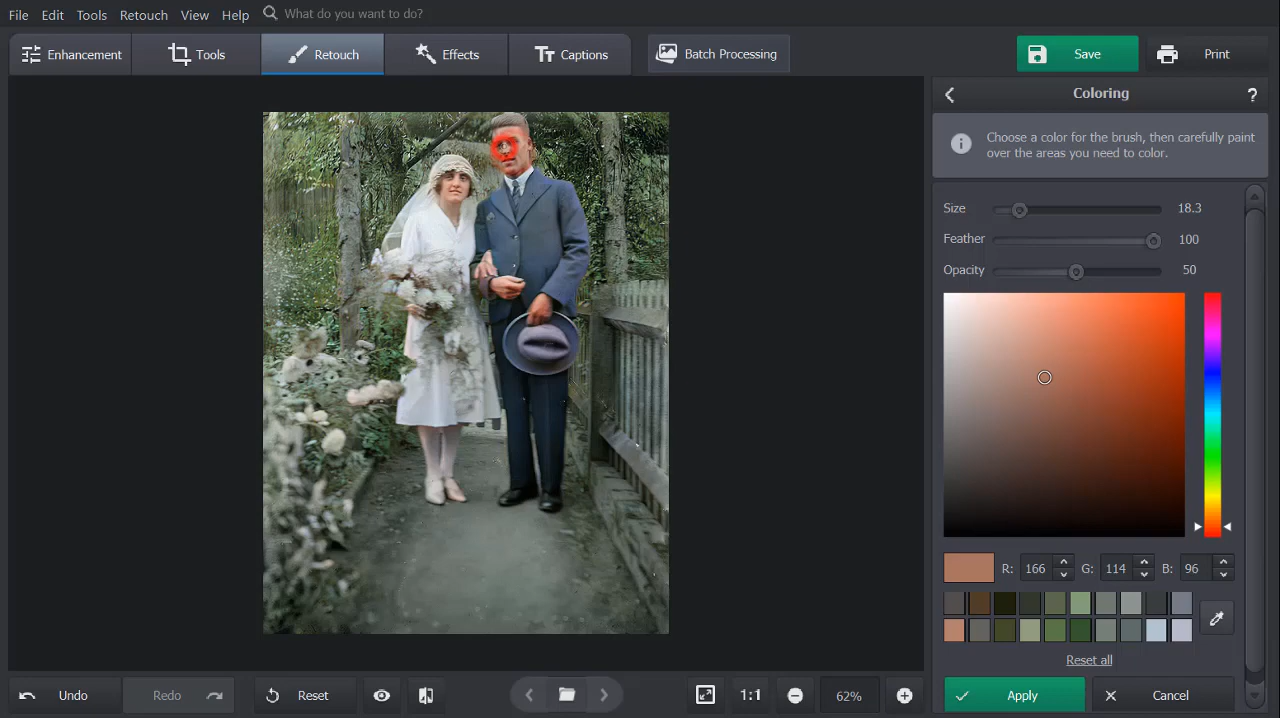 File Edit Tools Retouch View Help What do you want to do?
Enhancement Tools Retouch Effects Tt Captions Batch Processing Save Print
Coloring ?
i Choose a color for the brush, then carefully paint
over the areas you need to color.
Size 18.3
Feather 100
Opacity 50
R: 166 G: 114 B: 96
Reset all
Undo Redo Reset 1:1 62% Apply Cancel